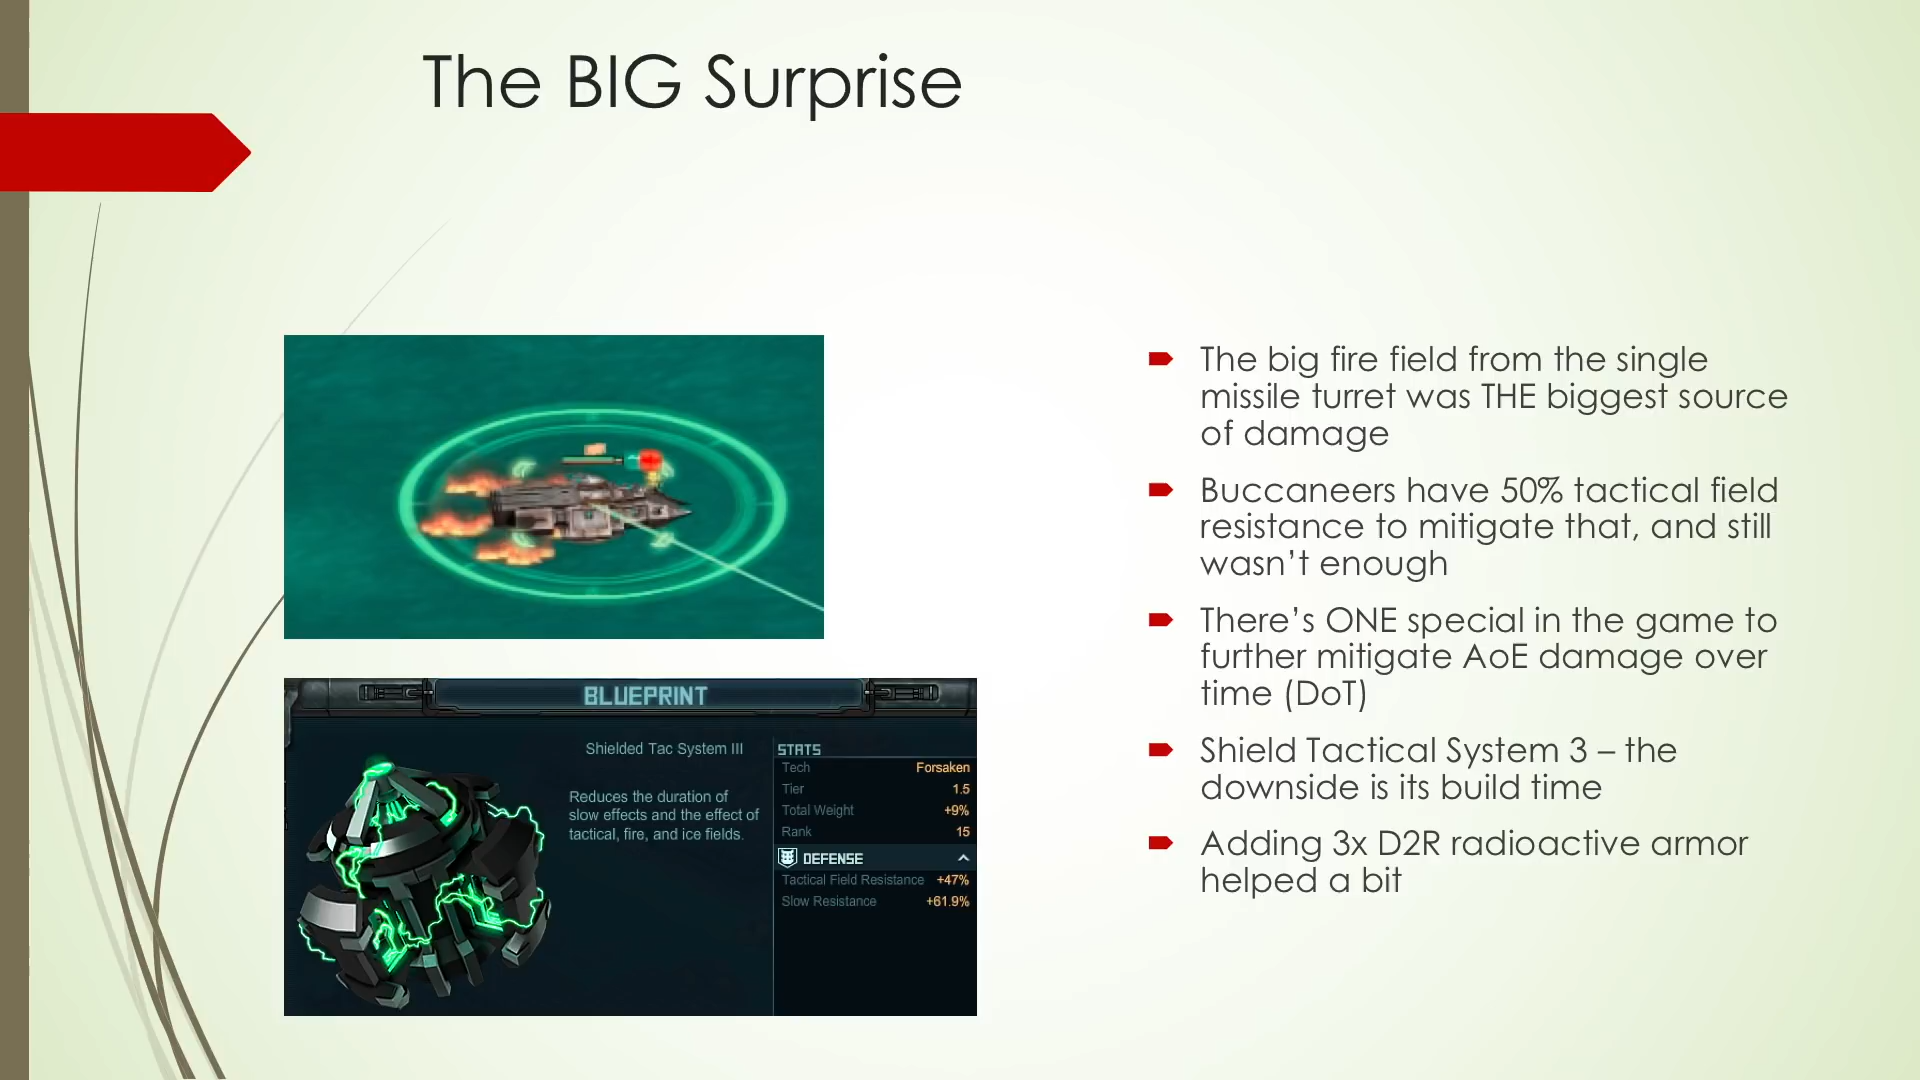 The BIG Surprise
The big fire field from the single
missile turret was THE biggest source
of damage
Buccaneers have 50% tactical field
resistance to mitigate that, and still
wasn’t enough
There’s ONE special in the game to
further mitigate AoE damage over
time (DoT)
Shield Tactical System 3 – the
downside is its build time
Adding 3x D2R radioactive armor
helped a bit
BLUEPRINT
Shielded Tac System III
Reduces the duration of
slow effects and the effect of
tactical, fire, and ice fields.
STATS
Tech Forsaken
Tier 1.5
Total Weight +9%
Rank 15
DEFENSE
Tactical Field Resistance +47%
Slow Resistance +61.9%